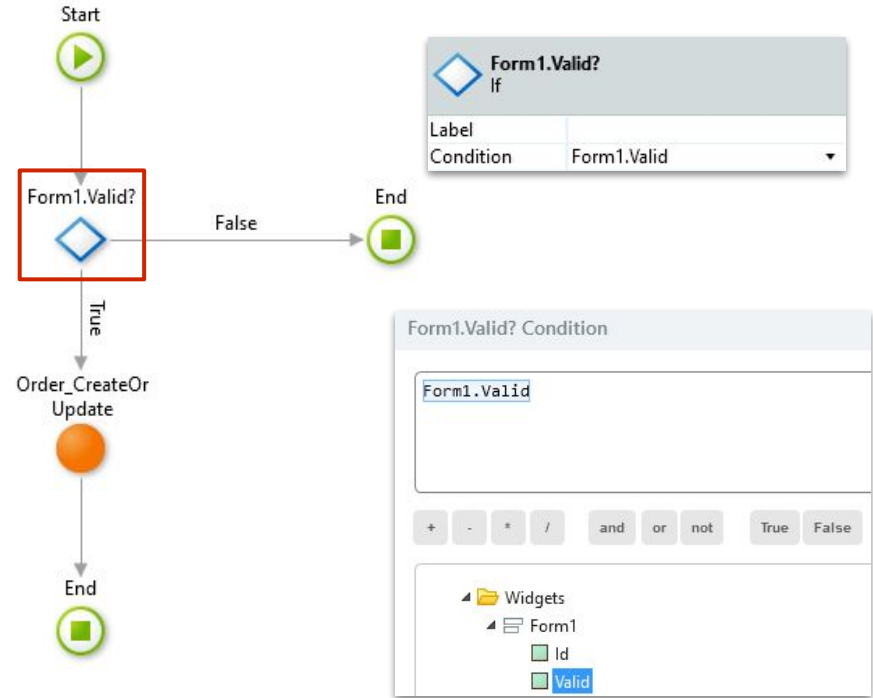 Start
Form1.Valid?
If
Label
Condition Form1.Valid
Form1.Valid?
False
End
True
Order_CreateOr
Update
End
Form1.Valid? Condition
Form1.Valid
+ - * / and or not True False
Widgets
Form1
Id
Valid